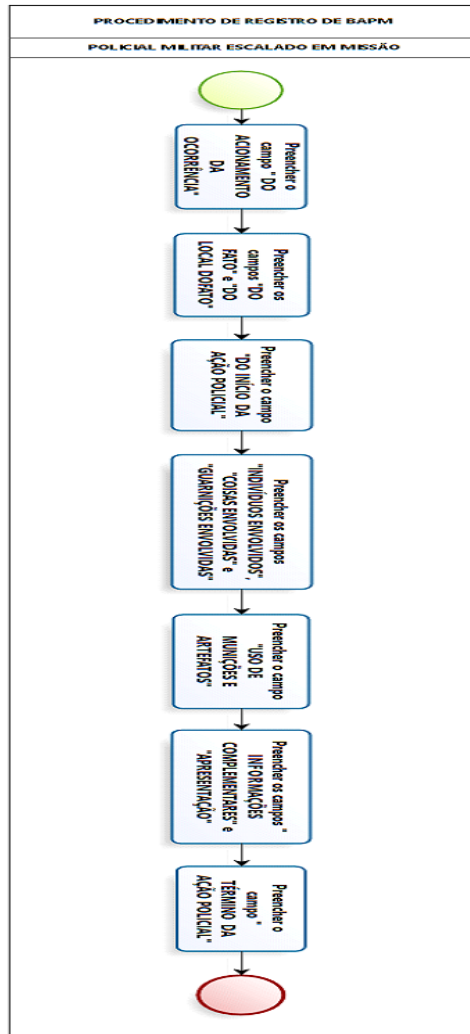 PROCEDIMENTO DE REGISTRO DE BAPM
POLICIAL MILITAR ESCALADO EM MISSÃO
Preencher o
campo " DO
ACIONAMENTO
DA
OCORRÊNCIA"
Preencher os
campos "DO
FATO" e "DO
LOCAL DOFATO"
Preencher o campo
"DO INÍCIO DA
AÇÃO POLICIAL"
Preencher os campos
"INDIVÍDUOS ENVOLVIDOS",
"COISAS ENVOLVIDAS" e
"GUARNIÇÕES ENVOLVIDAS"
Preencher o campo
"USO DE
MUNIÇÕES E
ARTEFATOS"
Preencher os campos "
INFORMAÇÕES
COMPLEMENTARES" e
"APRESENTAÇÃO"
Preencher o
campo "
TÉRMINO DA
AÇÃO POLICIAL"